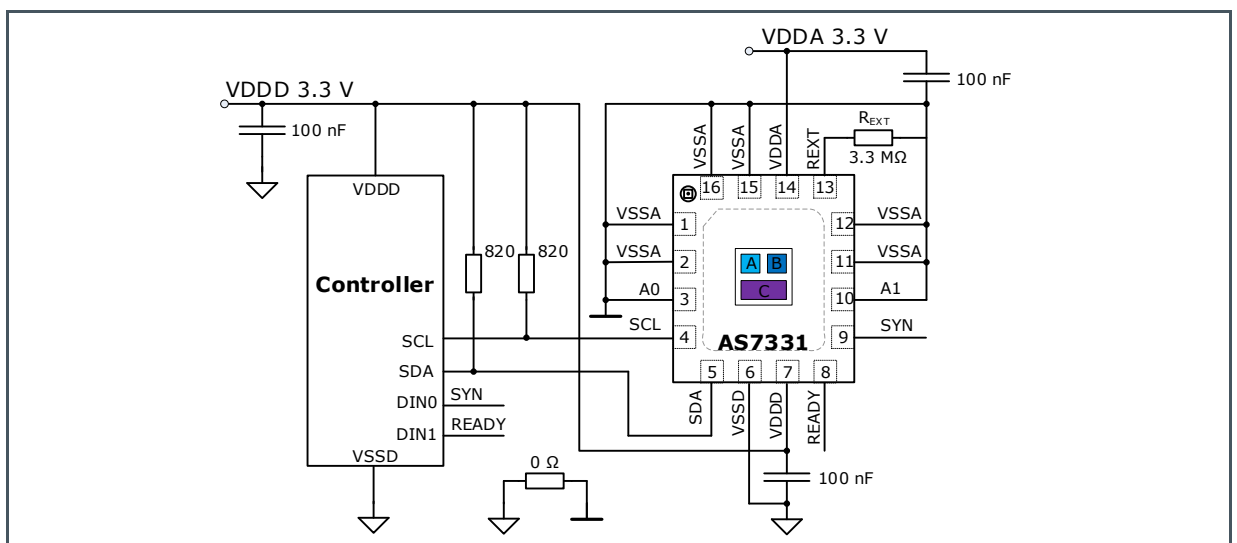 VDDA 3.3 V
100 nF
VDDD 3.3 V
100 nF
VSSA
VSSA
VDDA
REXT
REXT
3.3 MΩ
VDDD
16
15
14
13
VSSA
1
12
VSSA
820
820
VSSA
2
A
B
11
VSSA
Controller
C
A0
3
10
A1
SCL
SCL
4
AS7331
9
SYN
SDA
5
6
7
8
DIN0
SYN
DIN1
READY
SDA
VSSD
VDDD
READY
VSSD
0 Ω
100 nF